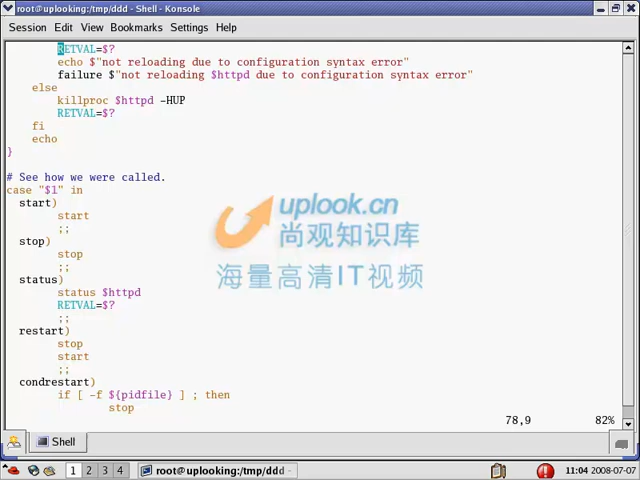 root@uplooking:/tmp/ddd - Shell - Konsole
Session Edit View Bookmarks Settings Help
RETVAL=$?
echo $"not reloading due to configuration syntax error"
failure $"not reloading $httpd due to configuration syntax error"
else
killproc $httpd -HUP
RETVAL=$?
fi
echo
}
# See how we were called.
case "$1" in
start)
start
;;
stop)
stop
;;
status)
status $httpd
RETVAL=$?
;;
restart)
stop
start
;;
condrestart)
if [ -f ${pidfile} ] ; then
stop
78,9 82%
uplook.cn
尚观知识库
海量高清IT视频
Shell
1 2 3 4 root@uplooking:/tmp/ddd - 11:04 2008-07-07